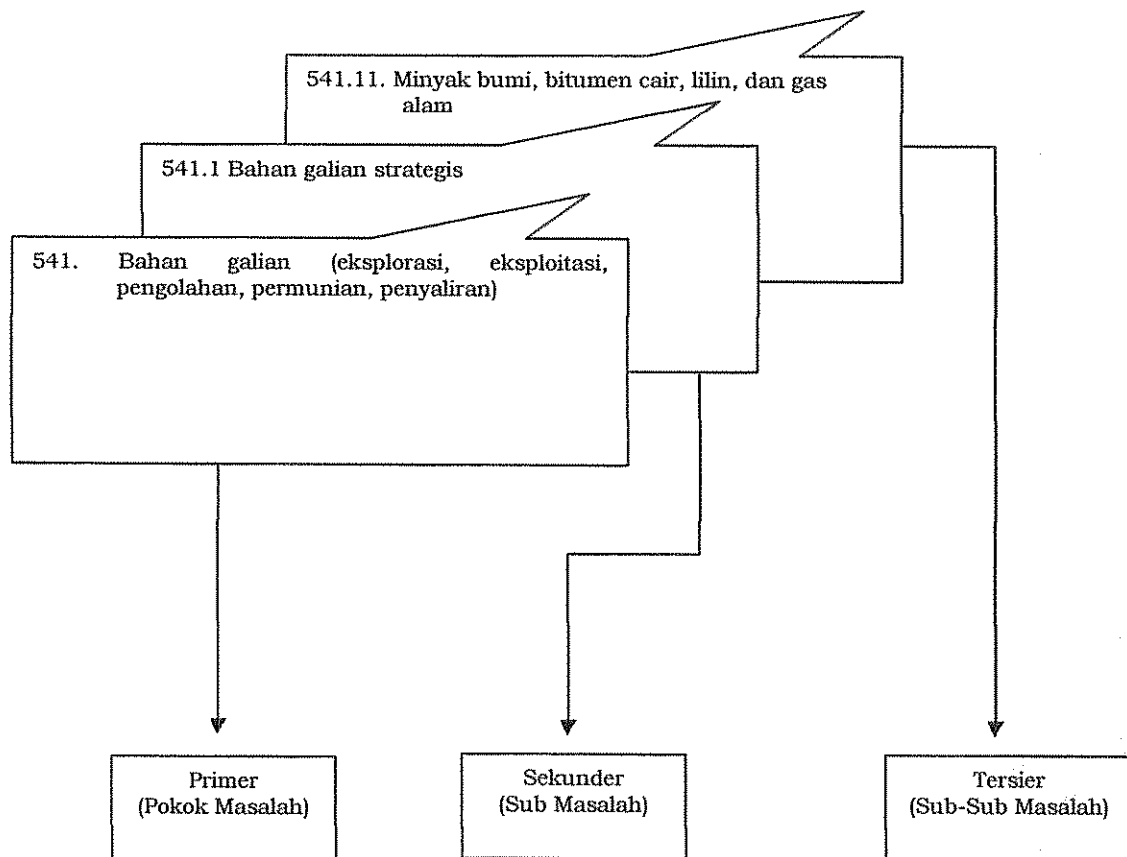 541.11. Minyak bumi, bitumen cair, lilin, dan gas
alam
541.1 Bahan galian strategis
541. Bahan galian (eksplorasi, eksploitasi,
pengolahan, permunian, penyaliran)
Primer
(Pokok Masalah)
Sekunder
(Sub Masalah)
Tersier
(Sub-Sub Masalah)